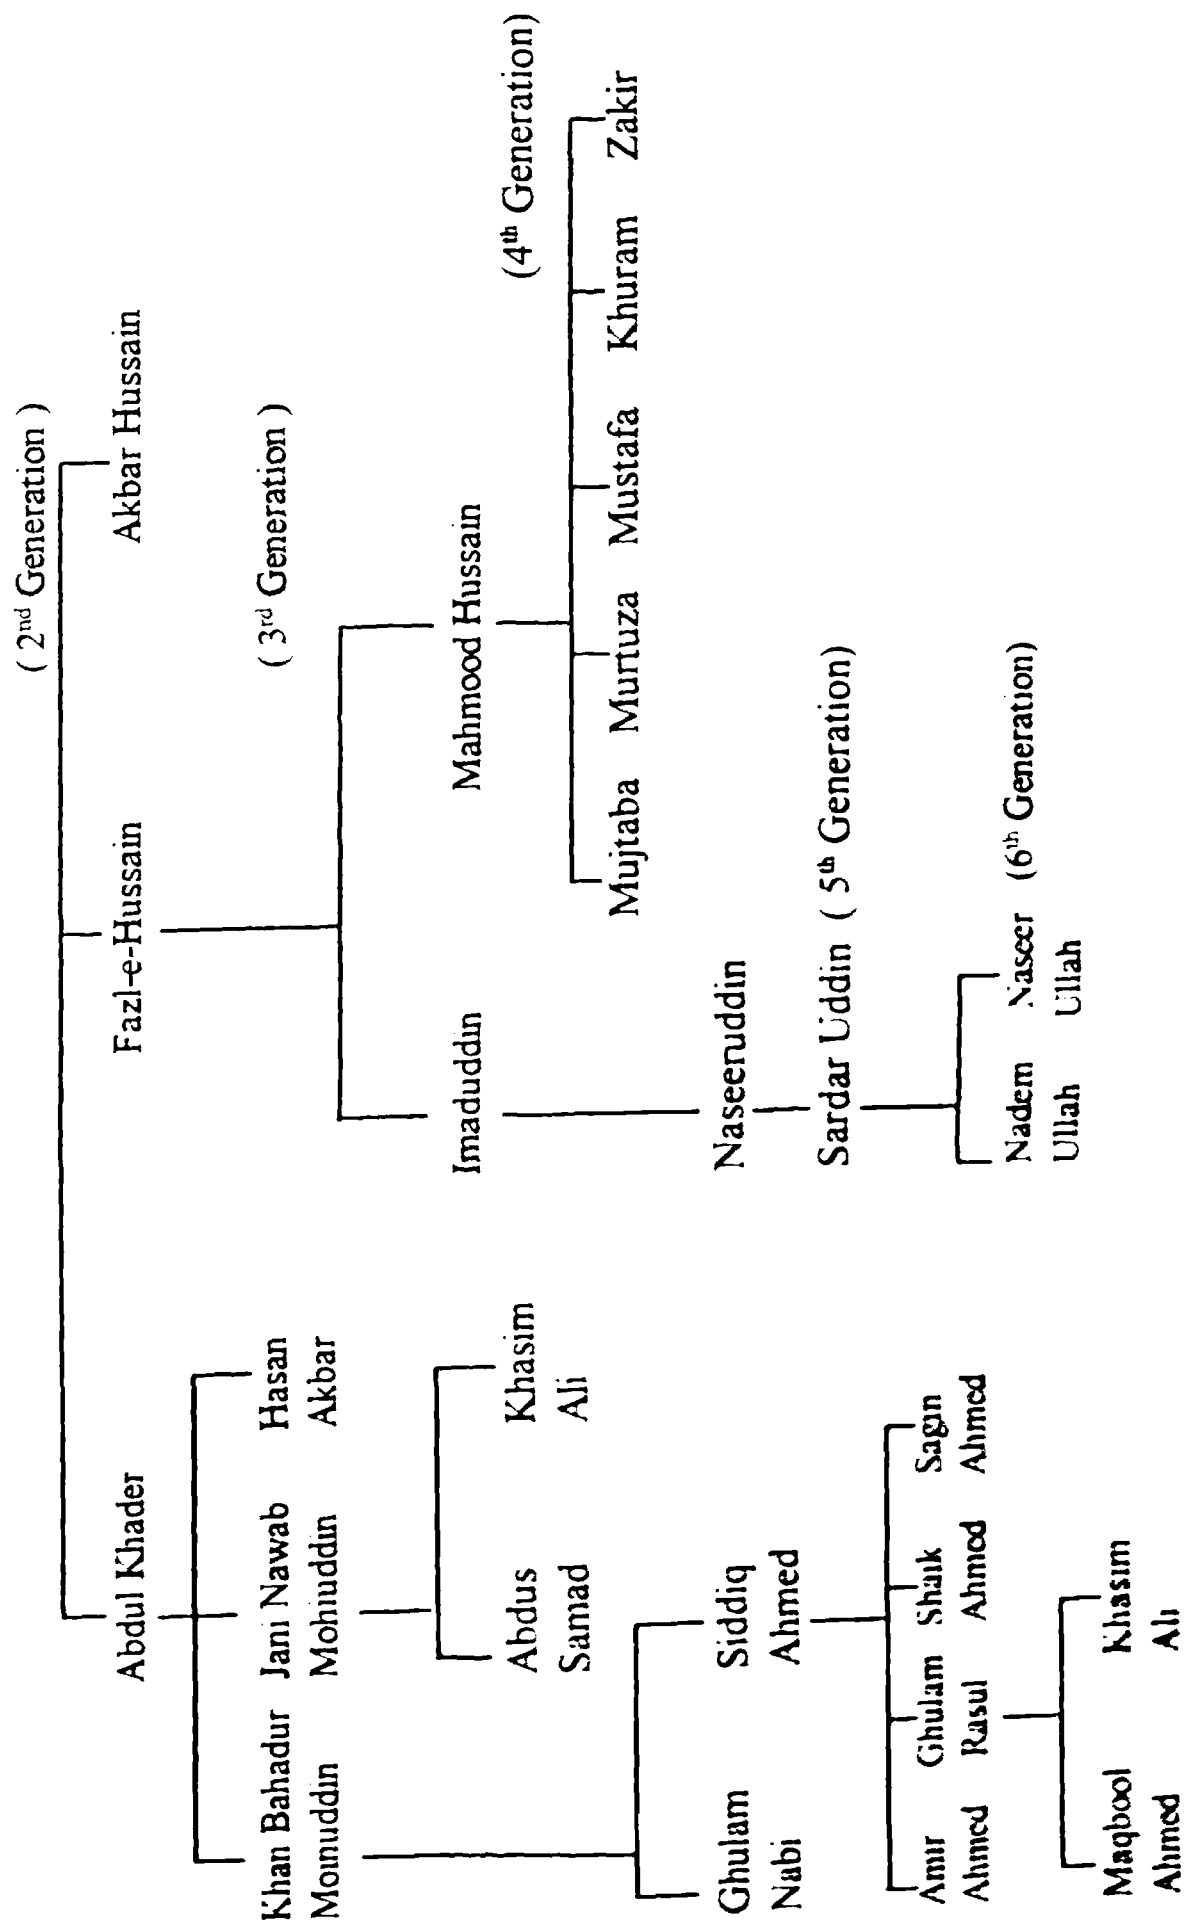 ( 2nd Generation )
Abdul Khader
Fazl-e-Hussain
Akbar Hussain
( 3rd Generation )
Khan Bahadur
Moinuddin
Jani Nawab
Mohiuddin
Hasan
Akbar
Imaduddin
Mahmood Hussain
(4th Generation)
Abdus
Samad
Khasim
Ali
Mujtaba
Murtuza
Mustafa
Khuram
Zakir
Ghulam
Nabi
Siddiq
Ahmed
Naseeruddin
Sardar Uddin ( 5th Generation)
Amir
Ahmed
Ghulam
Rasul
Shaik
Ahmed
Sagin
Ahmed
Nadem
Ullah
Naseer
Ullah
(6th Generation)
Maqbool
Ahmed
Khasim
Ali